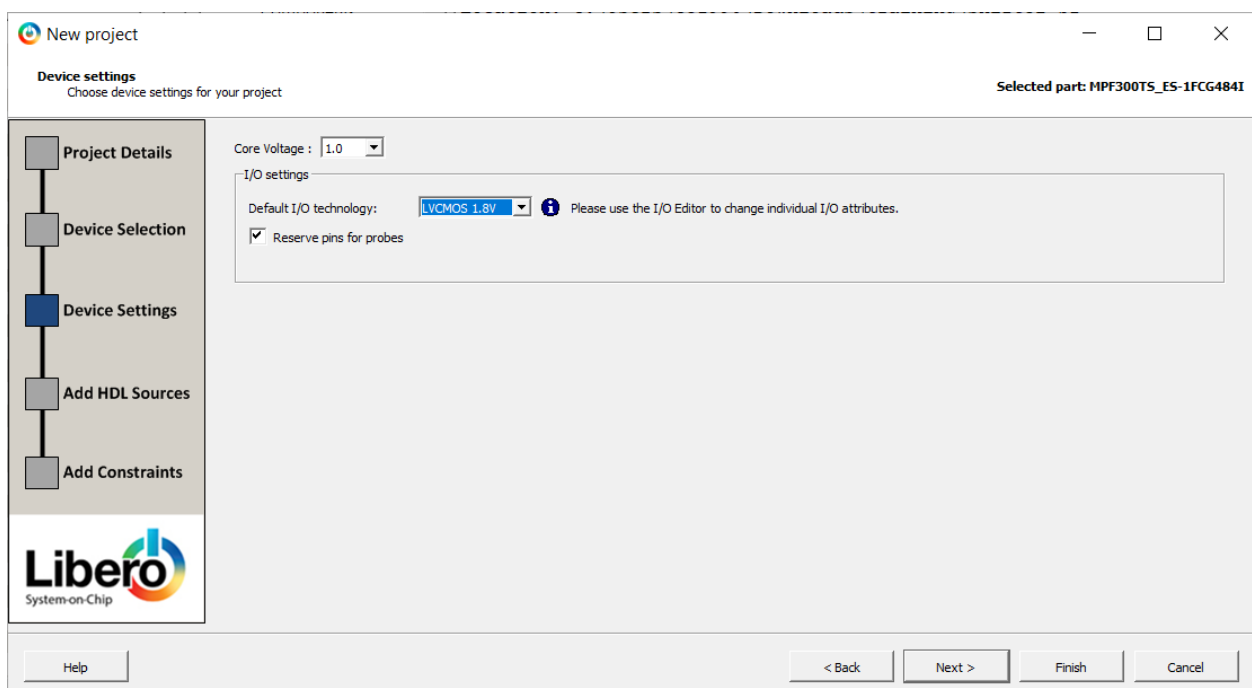 New project
Device settings
Choose device settings for your project
Selected part: MPF300TS_ES-1FCG484I
Project Details
Device Selection
Device Settings
Add HDL Sources
Add Constraints
Libero
System-on-Chip
Core Voltage : 1.0
I/O settings
Default I/O technology: LVCMOS 1.8V Please use the I/O Editor to change individual I/O attributes.
Reserve pins for probes
Help < Back Next > Finish Cancel